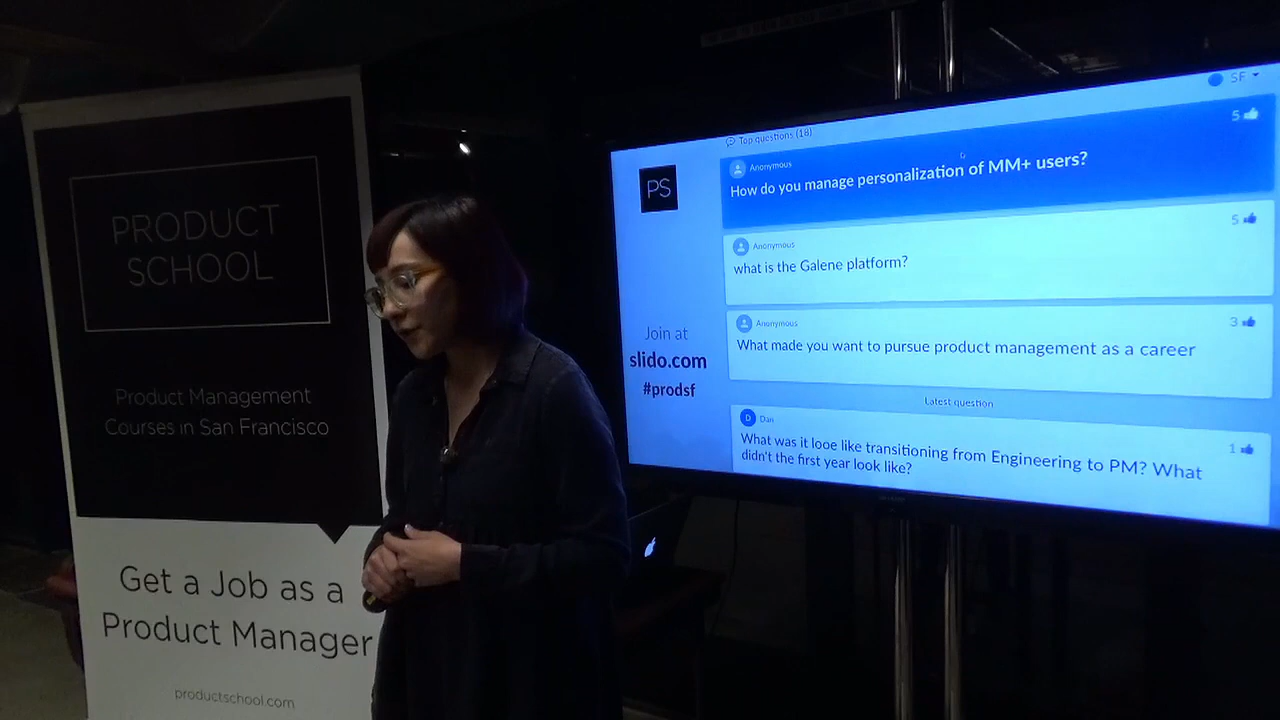 PRODUCT
SCHOOL
Product Management
Courses in San Francisco
Get a Job as a
Product Manager
productschool.com
SF
PS
Join at
slido.com
#prodsf
Top questions (18)
Anonymous
5
How do you manage personalization of MM+ users?
Anonymous
5
what is the Galene platform?
Anonymous
3
What made you want to pursue product management as a career
Latest question
D
Dan
1
What was it looe like transitioning from Engineering to PM? What
didn't the first year look like?